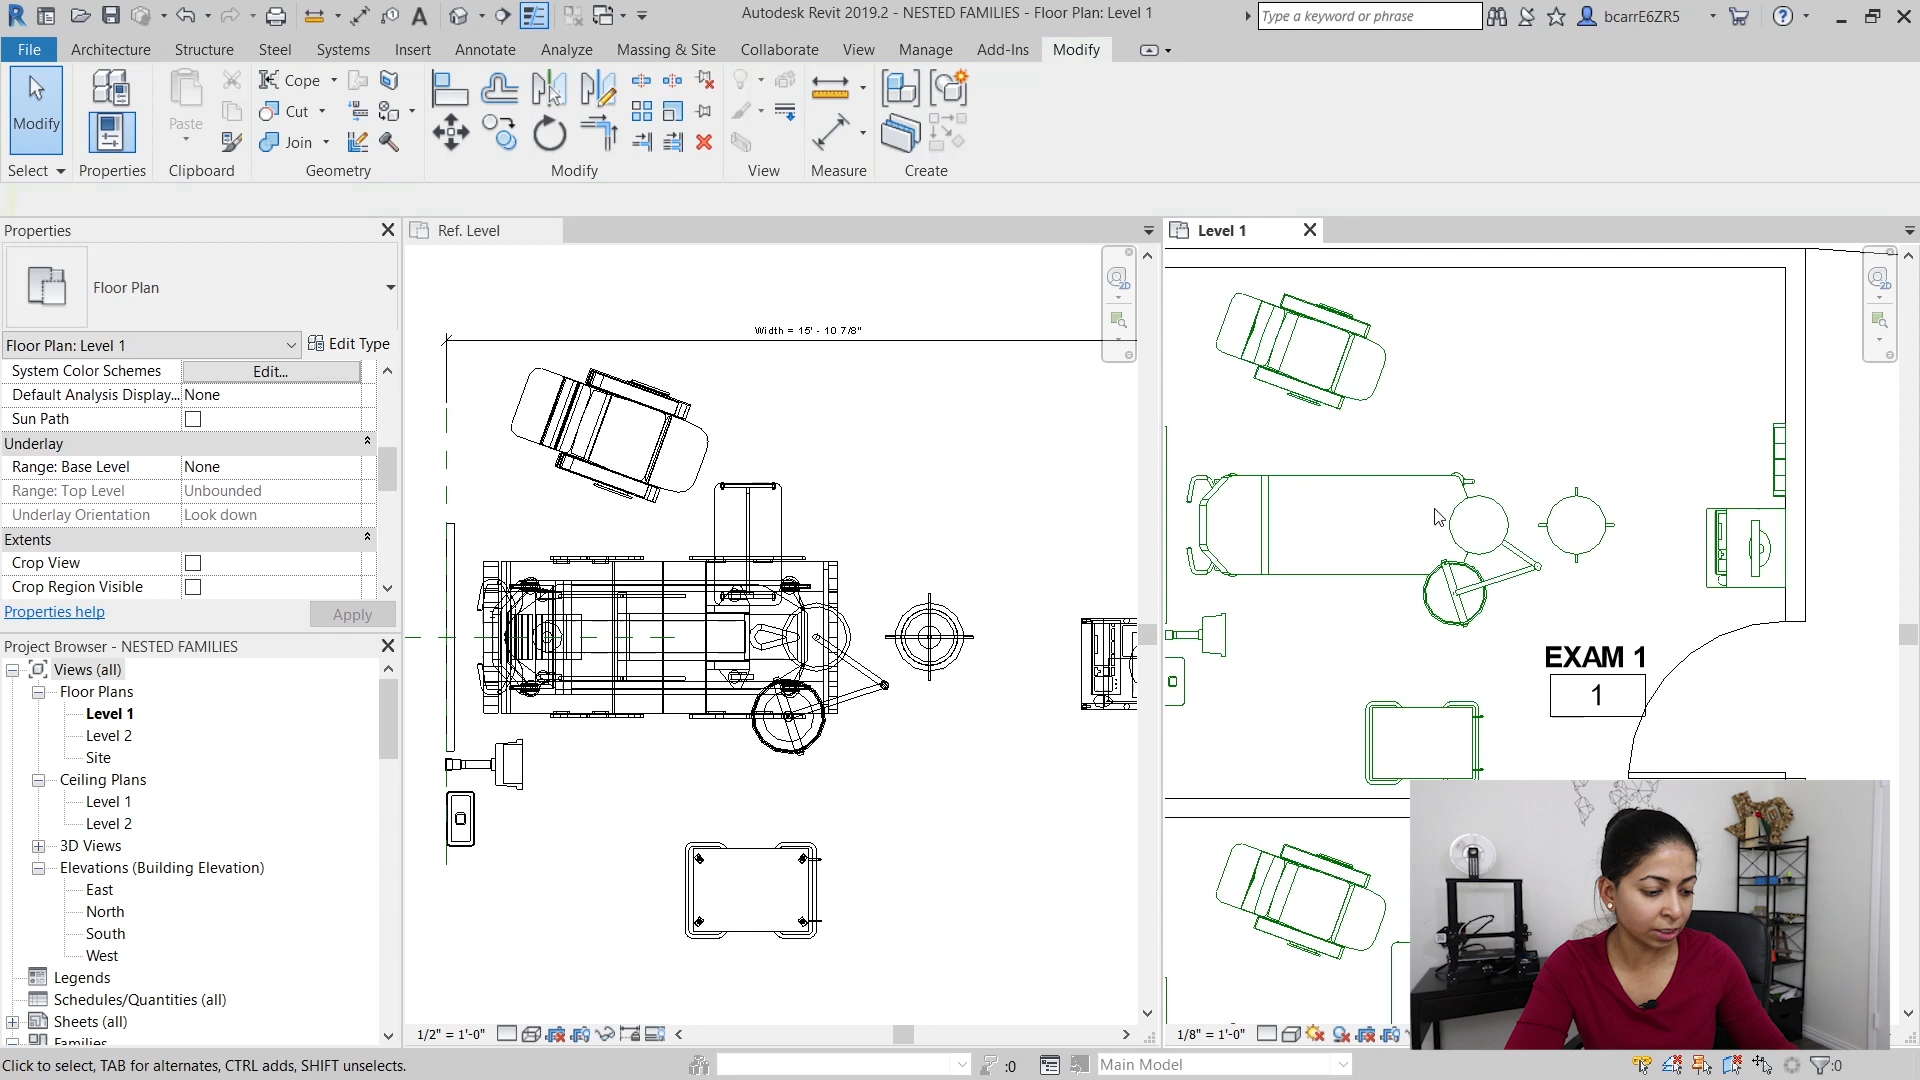 Autodesk Revit 2019.2 - NESTED FAMILIES - Floor Plan: Level 1
Type a keyword or phrase
bcarrE6ZR5
File Architecture Structure Steel Systems Insert Annotate Analyze Massing & Site Collaborate View Manage Add-Ins Modify
Modify
Paste
Cope
Cut
Join
Select Properties Clipboard Geometry Modify View Measure Create
Properties
Floor Plan
Floor Plan: Level 1 Edit Type
System Color Schemes Edit...
Default Analysis Display... None
Sun Path
Underlay
Range: Base Level None
Range: Top Level Unbounded
Underlay Orientation Look down
Extents
Crop View
Crop Region Visible
Properties help Apply
Project Browser - NESTED FAMILIES
Views (all)
Floor Plans
Level 1
Level 2
Site
Ceiling Plans
Level 1
Level 2
3D Views
Elevations (Building Elevation)
East
North
South
West
Legends
Schedules/Quantities (all)
Sheets (all)
Families
Ref. Level
Width = 15' - 10 7/8"
2D
1/2" = 1'-0"
Level 1
2D
EXAM 1
1
1/8" = 1'-0"
Click to select, TAB for alternates, CTRL adds, SHIFT unselects.
:0
Main Model
:0